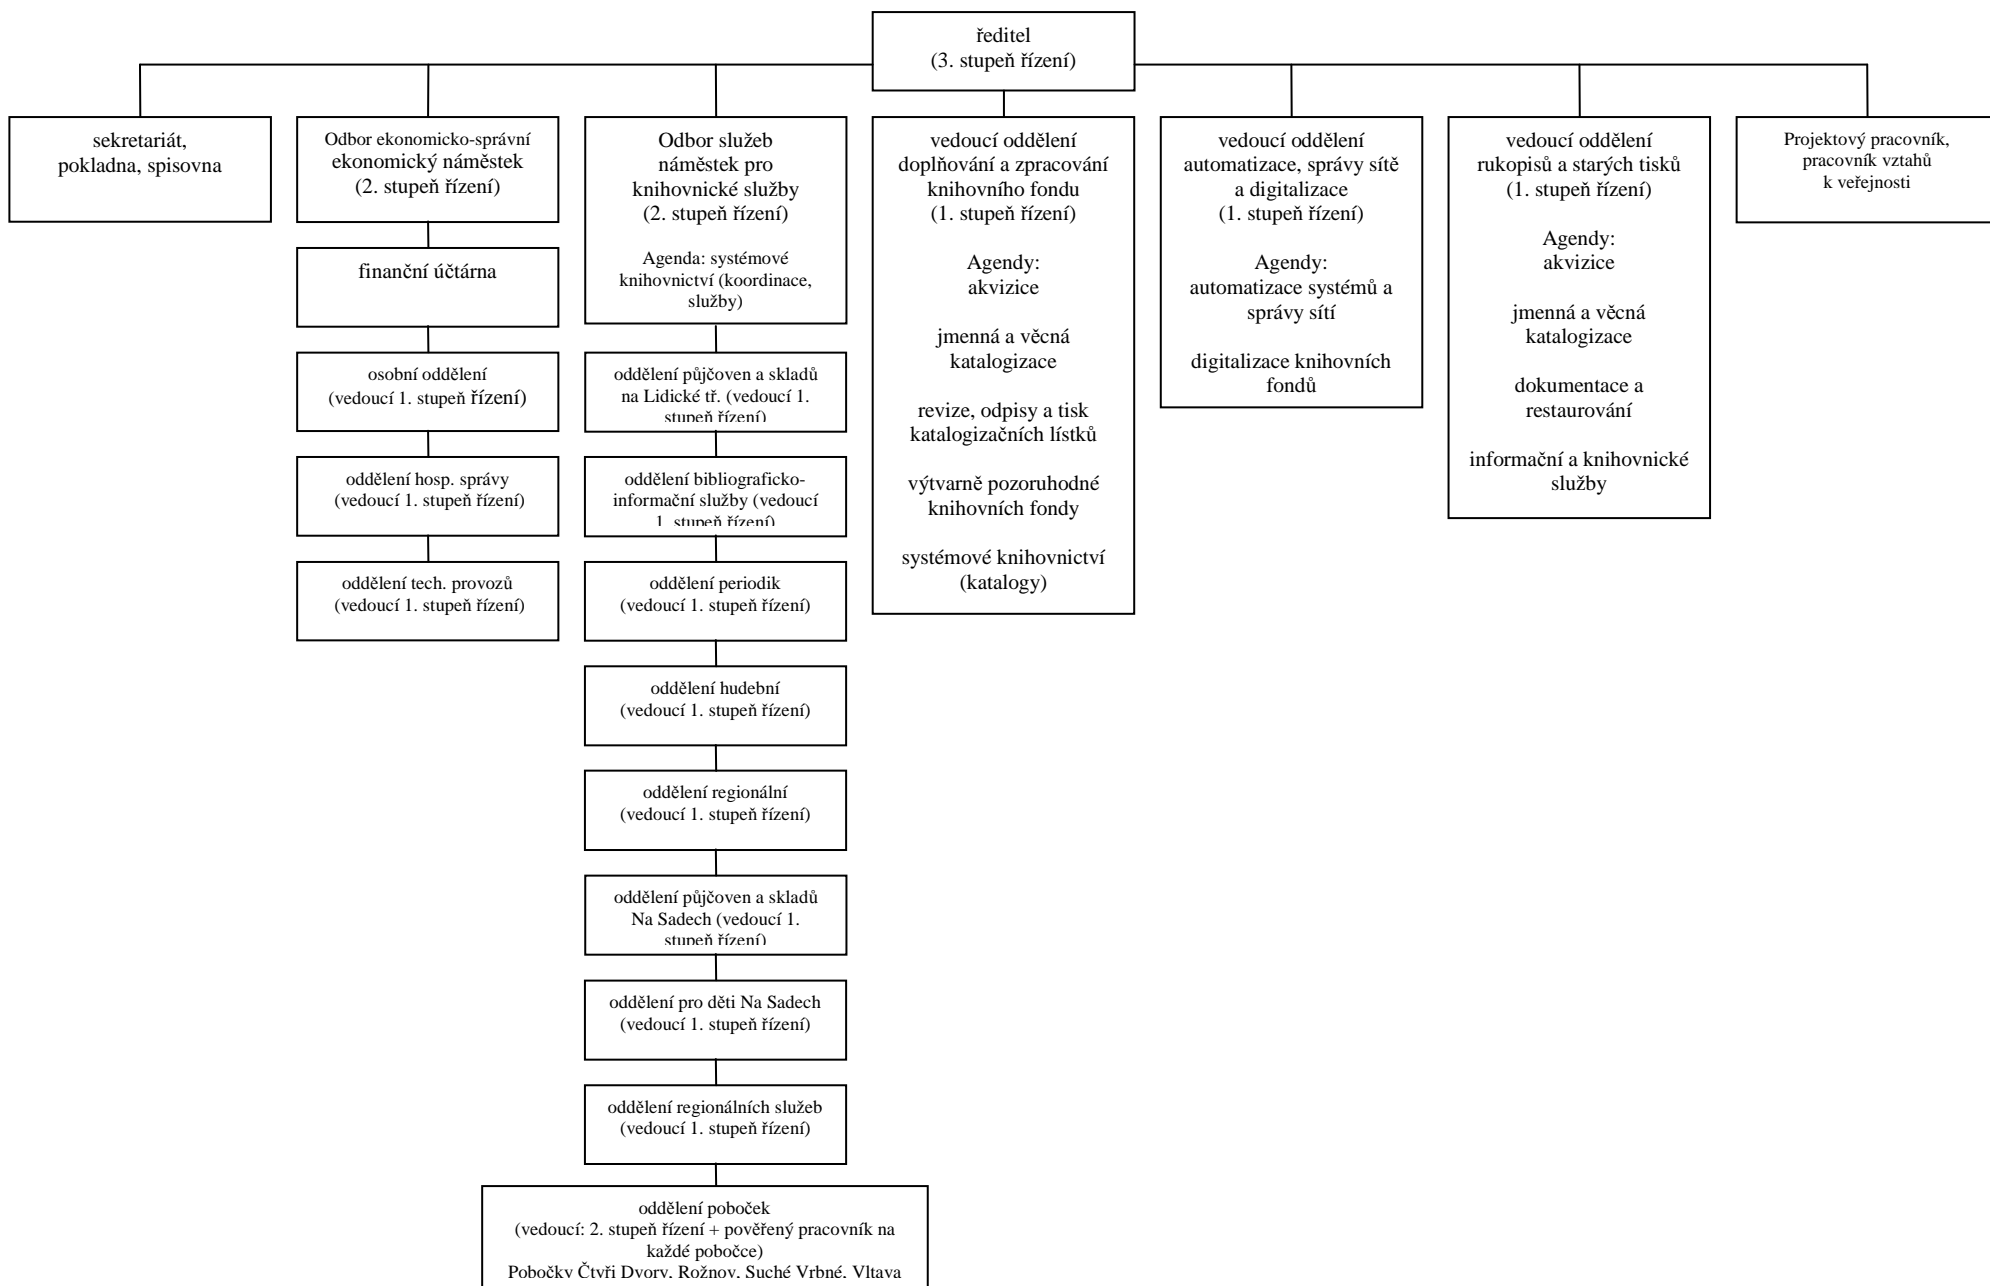 ředitel
(3. stupeň řízení)
sekretariát,
pokladna, spisovna
Odbor ekonomicko-správní
ekonomický náměstek
(2. stupeň řízení)
finanční účtárna
osobní oddělení
(vedoucí 1. stupeň řízení)
oddělení hosp. správy
(vedoucí 1. stupeň řízení)
oddělení tech. provozů
(vedoucí 1. stupeň řízení)
Odbor služeb
náměstek pro
knihovnické služby
(2. stupeň řízení)
Agenda: systémové
knihovnictví (koordinace,
služby)
oddělení půjčoven a skladů
na Lidické tř. (vedoucí 1.
stupeň řízení)
oddělení bibliograficko-
informační služby (vedoucí
1. stupeň řízení)
oddělení periodik
(vedoucí 1. stupeň řízení)
oddělení hudební
(vedoucí 1. stupeň řízení)
oddělení regionální
(vedoucí 1. stupeň řízení)
oddělení půjčoven a skladů
Na Sadech (vedoucí 1.
stupeň řízení)
oddělení pro děti Na Sadech
(vedoucí 1. stupeň řízení)
oddělení regionálních služeb
(vedoucí 1. stupeň řízení)
oddělení poboček
(vedoucí: 2. stupeň řízení + pověřený pracovník na
každé pobočce)
Pobočky Čtyři Dvory, Rožnov, Suché Vrbné, Vltava
vedoucí oddělení
doplňování a zpracování
knihovního fondu
(1. stupeň řízení)
Agendy:
akvizice
jmenná a věcná
katalogizace
revize, odpisy a tisk
katalogizačních lístků
výtvarně pozoruhodné
knihovních fondy
systémové knihovnictví
(katalogy)
vedoucí oddělení
automatizace, správy sítě
a digitalizace
(1. stupeň řízení)
Agendy:
automatizace systémů a
správy sítí
digitalizace knihovních
fondů
vedoucí oddělení
rukopisů a starých tisků
(1. stupeň řízení)
Agendy:
akvizice
jmenná a věcná
katalogizace
dokumentace a
restaurování
informační a knihovnické
služby
Projektový pracovník,
pracovník vztahů
k veřejnosti